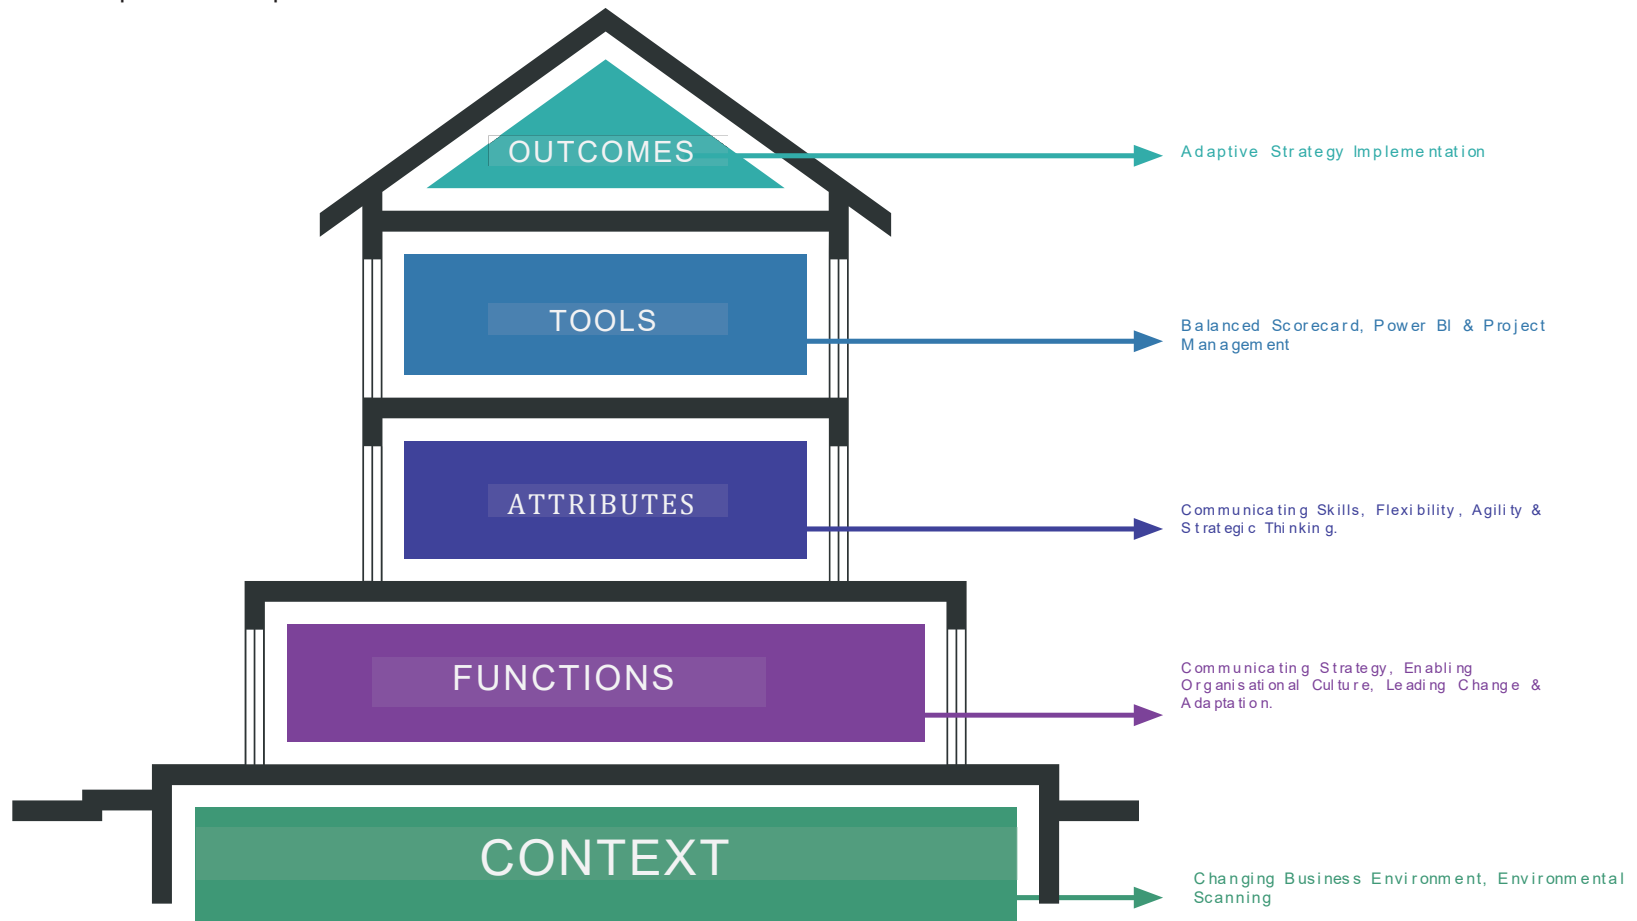 OUTCOMES
Adaptive Strategy Implementation
TOOLS
Balanced Scorecard, Power BI & Project
Management
ATTRIBUTES
Communicating Skills, Flexibility, Agility &
Strategic Thinking.
FUNCTIONS
Communicating Strategy, Enabling
Organisational Culture, Leading Change &
Adaptation.
CONTEXT
Changing Business Environment, Environmental
Scanning